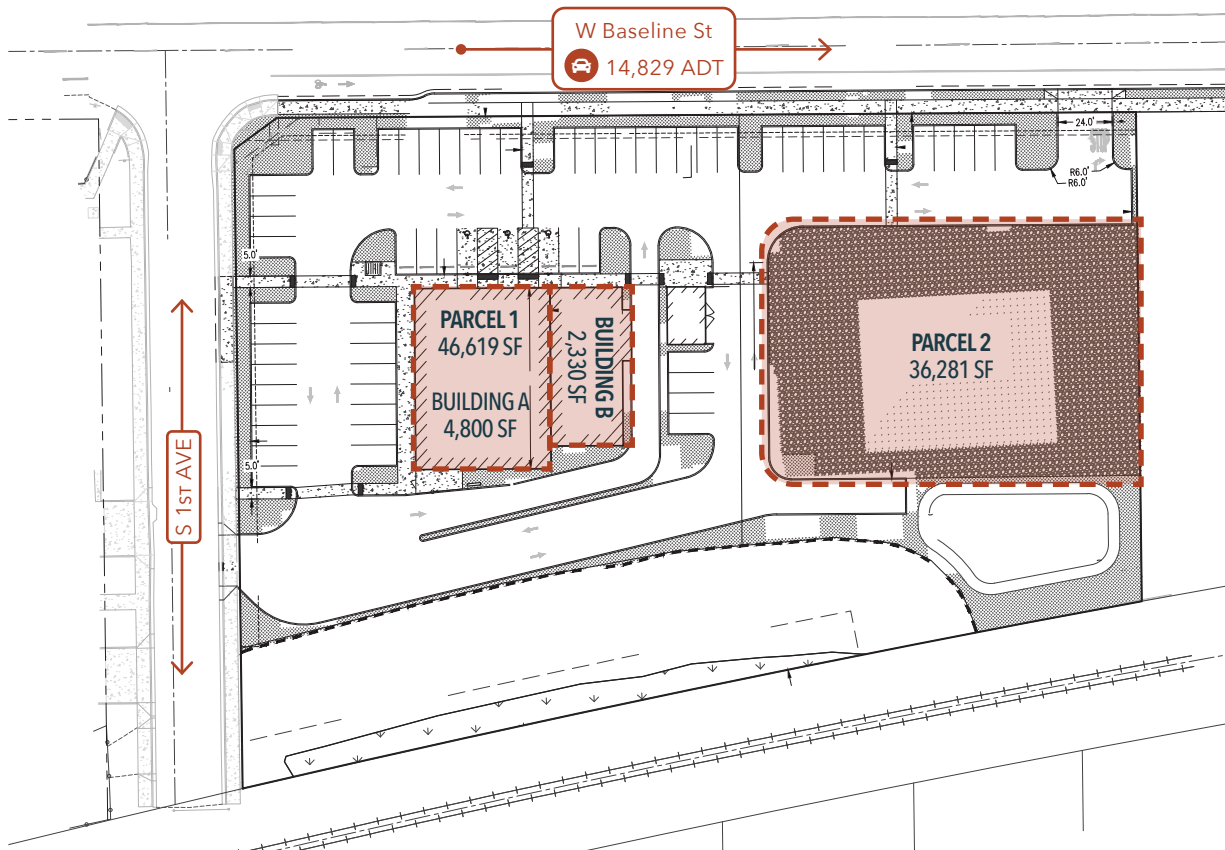 W Baseline St
14,829 ADT
24.0'
R6.0'
R6.0'
5.0'
PARCEL 1
46,619 SF
BUILDING A
4,800 SF
BUILDING B
2,330 SF
PARCEL 2
36,281 SF
5.0'
S 1ST AVE